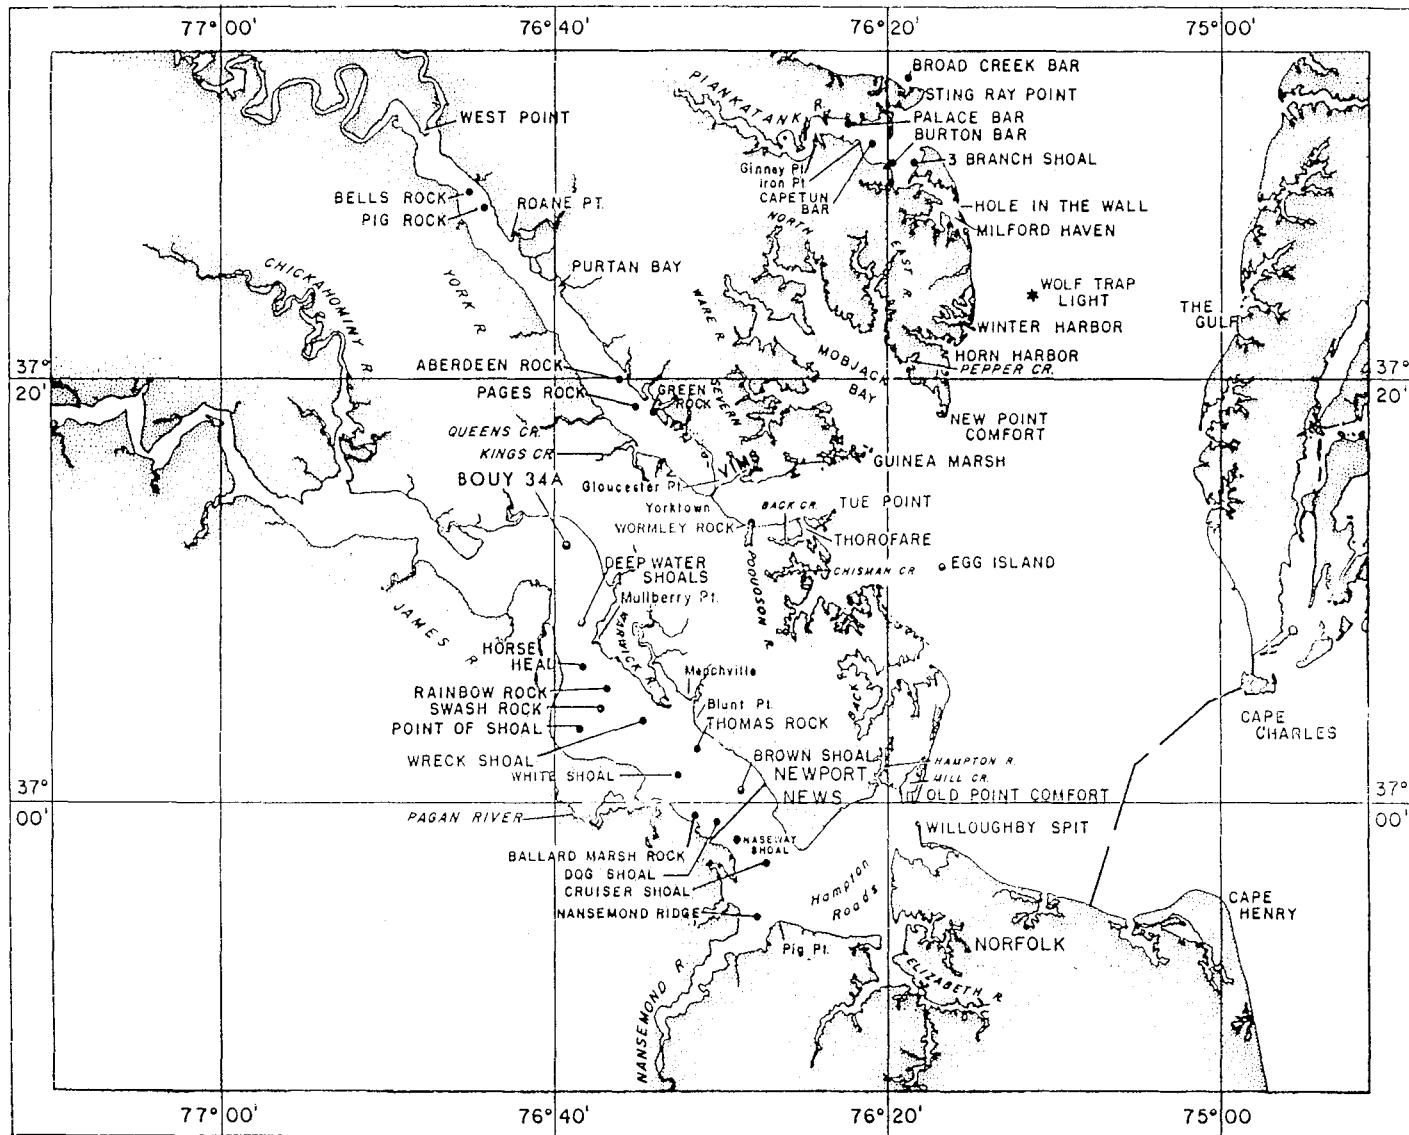 77°00'
76°40'
76°20'
75°00'
BROAD CREEK BAR
STING RAY POINT
PIANKATANK R.
PALACE BAR
BURTON BAR
WEST POINT
Ginney Pt.
Iron Pt.
CAPETUN
BAR
3 BRANCH SHOAL
BELLS ROCK
PIG ROCK
ROANE PT.
HOLE IN THE WALL
MILFORD HAVEN
NORTH
EAST R.
CHICKAHOMINY R.
YORK R.
PURTAN BAY
WARE R.
WOLF TRAP
LIGHT
THE
GULF
WINTER HARBOR
MOBJACK
BAY
HORN HARBOR
PEPPER CR.
37°
20'
37°
20'
ABERDEEN ROCK
PAGES ROCK
GREEN
ROCK
SEVERN R.
NEW POINT
COMFORT
QUEENS CR.
KINGS CR
VIMS
GUINEA MARSH
BOUY 34A
Gloucester Pt.
Yorktown
WORMLEY ROCK
BACK CR.
TUE POINT
THOROFARE
DEEP WATER
SHOALS
POQUOSON R.
CHISMAN CR
EGG ISLAND
Mullberry Pt.
JAMES R
WARWICK R.
HORSE
HEAL
Menchville
RAINBOW ROCK
SWASH ROCK
POINT OF SHOAL
BACK
Blunt Pt.
THOMAS ROCK
CAPE
CHARLES
WRECK SHOAL
WHITE SHOAL
BROWN SHOAL
NEWPORT
NEWS
HAMPTON R.
MILL CR.
OLD POINT COMFORT
37°
00'
37°
00'
PAGAN RIVER
WILLOUGHBY SPIT
BALLARD MARSH ROCK
NASEWAY
SHOAL
DOG SHOAL
CRUISER SHOAL
Hampton
Roads
NANSEMOND RIDGE
CAPE
HENRY
Pig Pt.
NORFOLK
ELIZABETH R.
NANSEMOND R
77°00'
76°40'
76°20'
75°00'